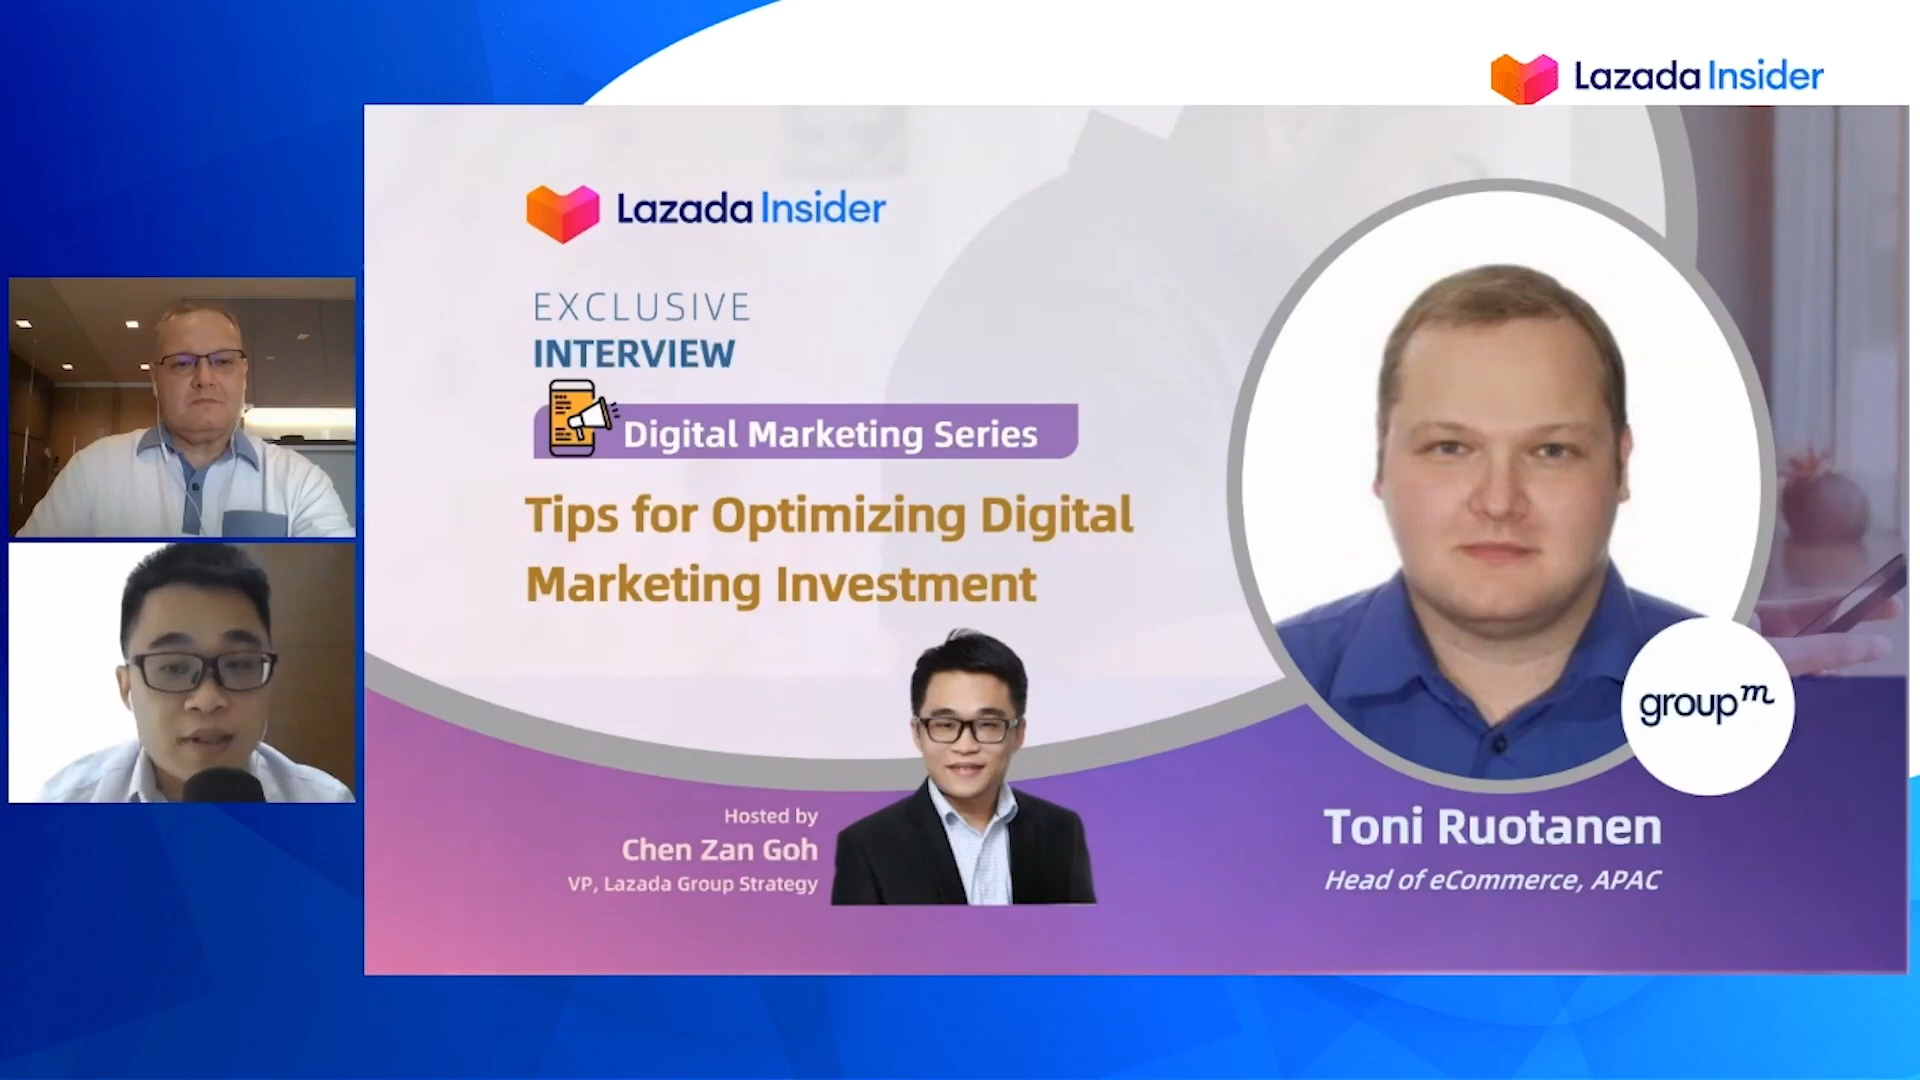 Lazada Insider
Lazada Insider
EXCLUSIVE
INTERVIEW
Digital Marketing Series
Tips for Optimizing Digital
Marketing Investment
groupm
Hosted by
Chen Zan Goh
VP, Lazada Group Strategy
Toni Ruotanen
Head of eCommerce, APAC